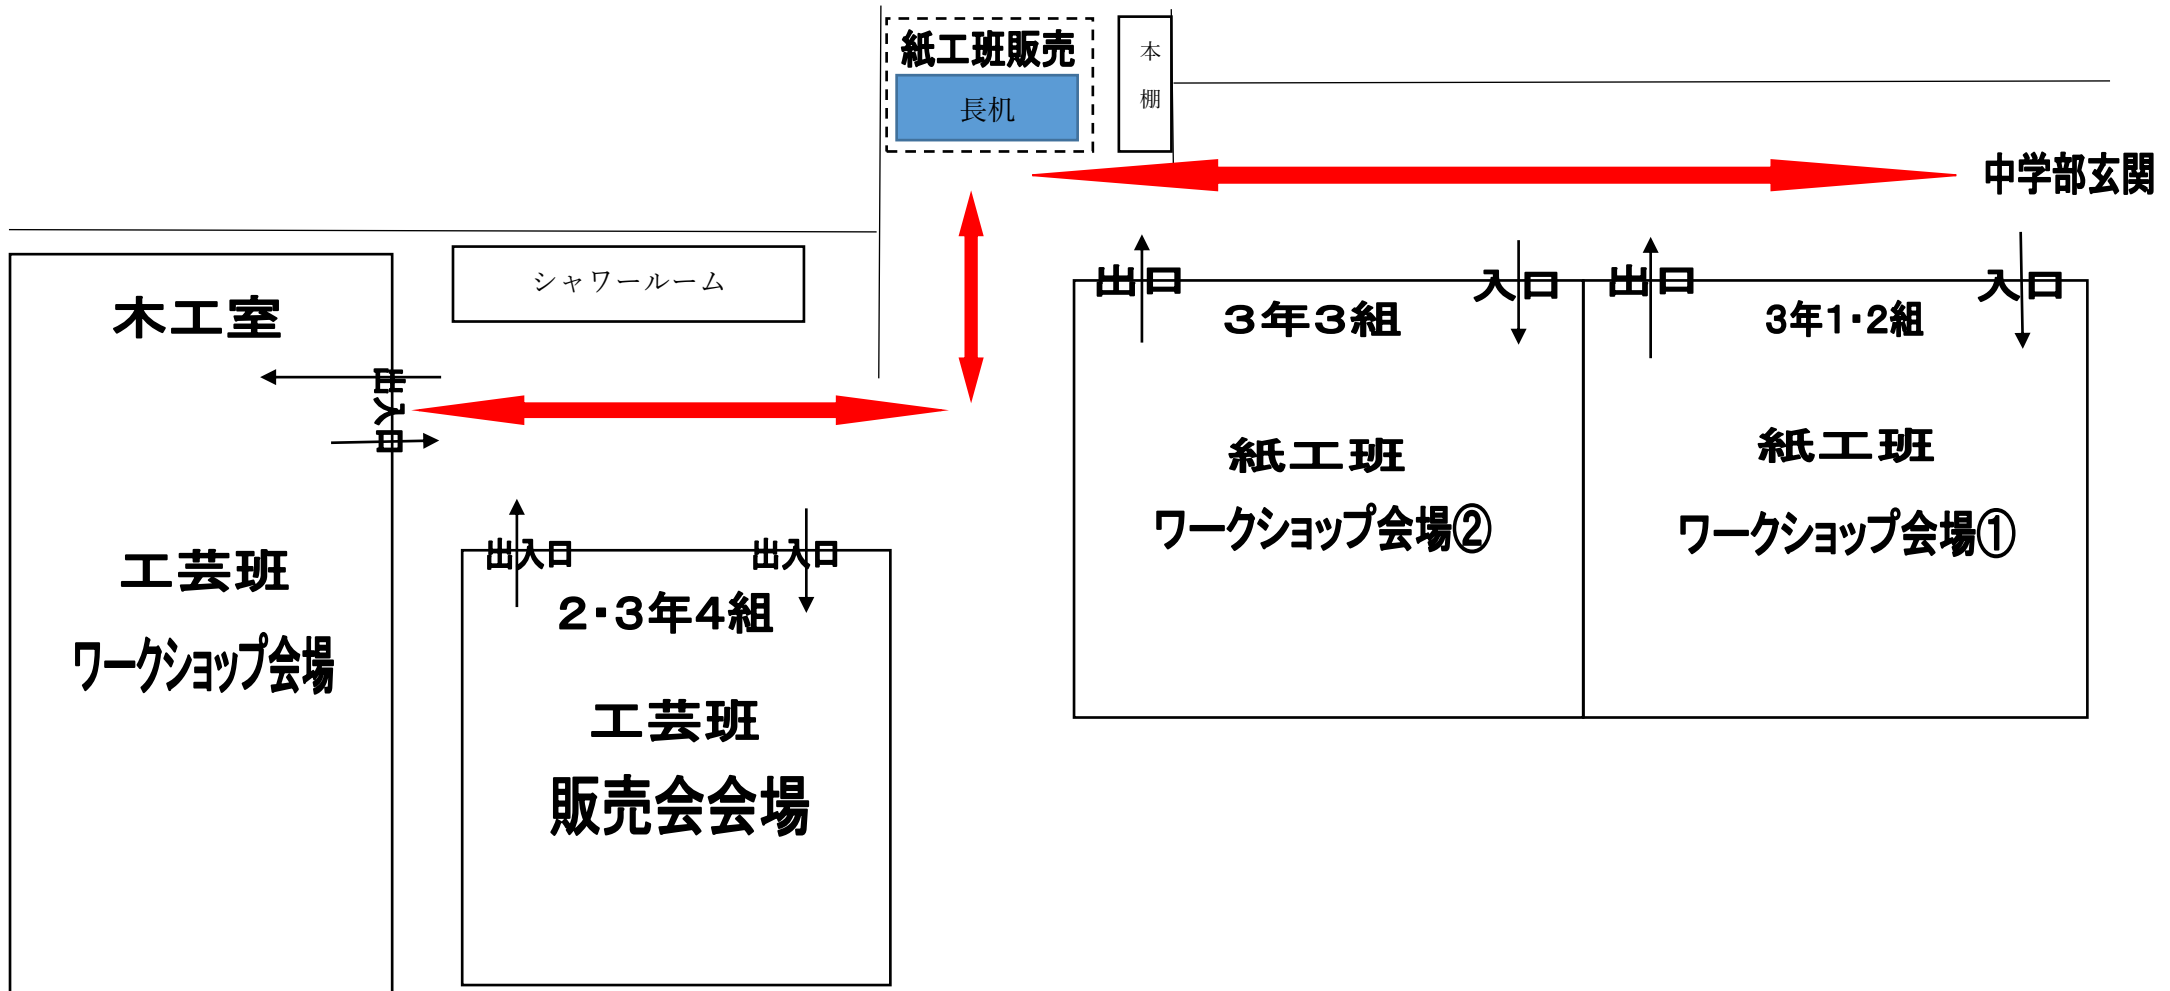 紙工班販売
長机
本棚
中学部玄関
木工室
出入口
工芸班
ワークショップ会場
シャワールーム
出入口
出入口
2・3年4組
工芸班
販売会会場
出口
入口
3年3組
紙工班
ワークショップ会場②
出口
入口
3年1・2組
紙工班
ワークショップ会場①